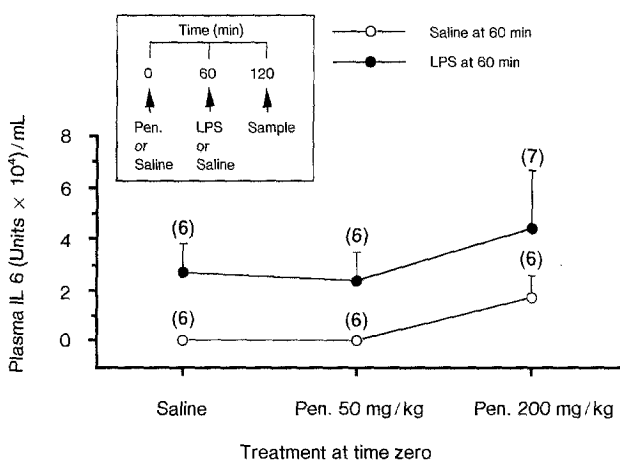 Time (min)
0 60 120
Pen. LPS Sample
or or
Saline Saline
Saline at 60 min
LPS at 60 min
Plasma IL 6 (Units × 10⁴)/mL
8
6
4
2
0
(6)
(6)
(7)
(6)
(6)
(6)
Saline Pen. 50 mg/kg Pen. 200 mg/kg
Treatment at time zero